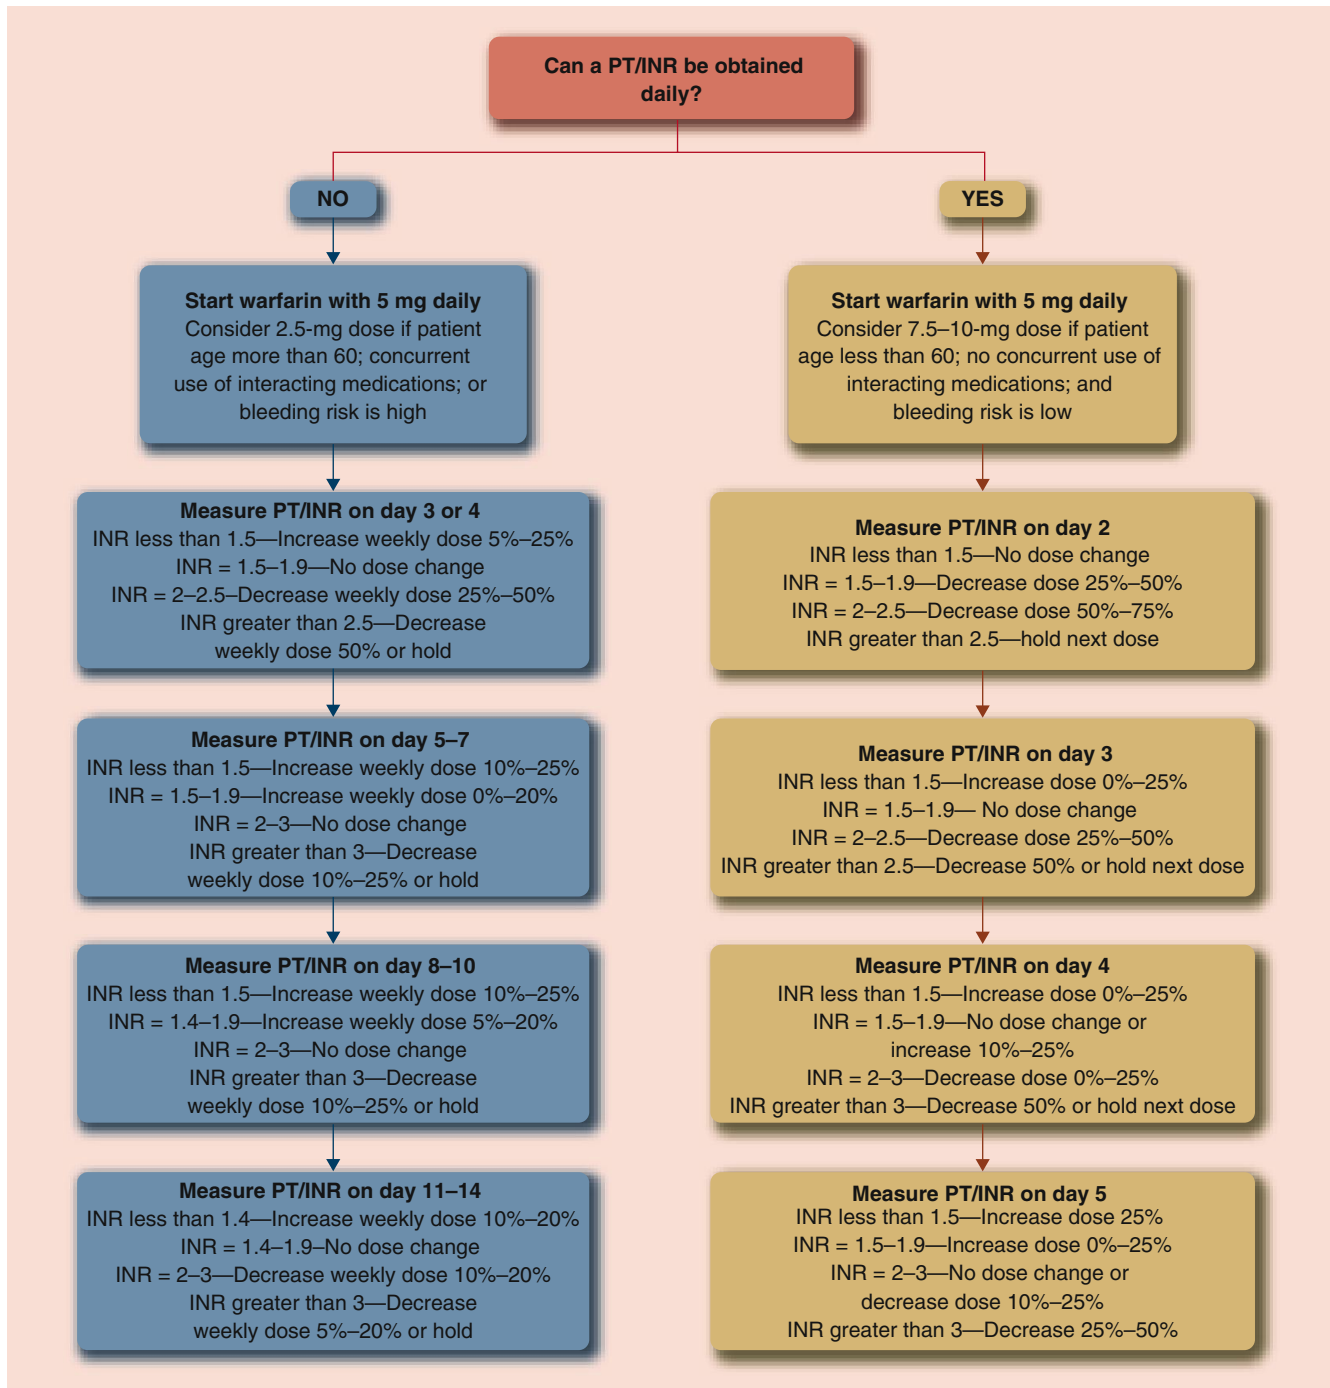 Can a PT/INR be obtained
daily?
NO
Start warfarin with 5 mg daily
Consider 2.5-mg dose if patient
age more than 60; concurrent
use of interacting medications; or
bleeding risk is high
Measure PT/INR on day 3 or 4
INR less than 1.5—Increase weekly dose 5%–25%
INR = 1.5–1.9—No dose change
INR = 2–2.5–Decrease weekly dose 25%–50%
INR greater than 2.5—Decrease
weekly dose 50% or hold
Measure PT/INR on day 5–7
INR less than 1.5—Increase weekly dose 10%–25%
INR = 1.5–1.9—Increase weekly dose 0%–20%
INR = 2–3—No dose change
INR greater than 3—Decrease
weekly dose 10%–25% or hold
Measure PT/INR on day 8–10
INR less than 1.5—Increase weekly dose 10%–25%
INR = 1.4–1.9—Increase weekly dose 5%–20%
INR = 2–3—No dose change
INR greater than 3—Decrease
weekly dose 10%–25% or hold
Measure PT/INR on day 11–14
INR less than 1.4—Increase weekly dose 10%–20%
INR = 1.4–1.9–No dose change
INR = 2–3—Decrease weekly dose 10%–20%
INR greater than 3—Decrease
weekly dose 5%–20% or hold
YES
Start warfarin with 5 mg daily
Consider 7.5–10-mg dose if patient
age less than 60; no concurrent use of
interacting medications; and
bleeding risk is low
Measure PT/INR on day 2
INR less than 1.5—No dose change
INR = 1.5–1.9—Decrease dose 25%–50%
INR = 2–2.5—Decrease dose 50%–75%
INR greater than 2.5—hold next dose
Measure PT/INR on day 3
INR less than 1.5—Increase dose 0%–25%
INR = 1.5–1.9— No dose change
INR = 2–2.5—Decrease dose 25%–50%
INR greater than 2.5—Decrease 50% or hold next dose
Measure PT/INR on day 4
INR less than 1.5—Increase dose 0%–25%
INR = 1.5–1.9—No dose change or
increase 10%–25%
INR = 2–3—Decrease dose 0%–25%
INR greater than 3—Decrease 50% or hold next dose
Measure PT/INR on day 5
INR less than 1.5—Increase dose 25%
INR = 1.5–1.9—Increase dose 0%–25%
INR = 2–3—No dose change or
decrease dose 10%–25%
INR greater than 3—Decrease 25%–50%